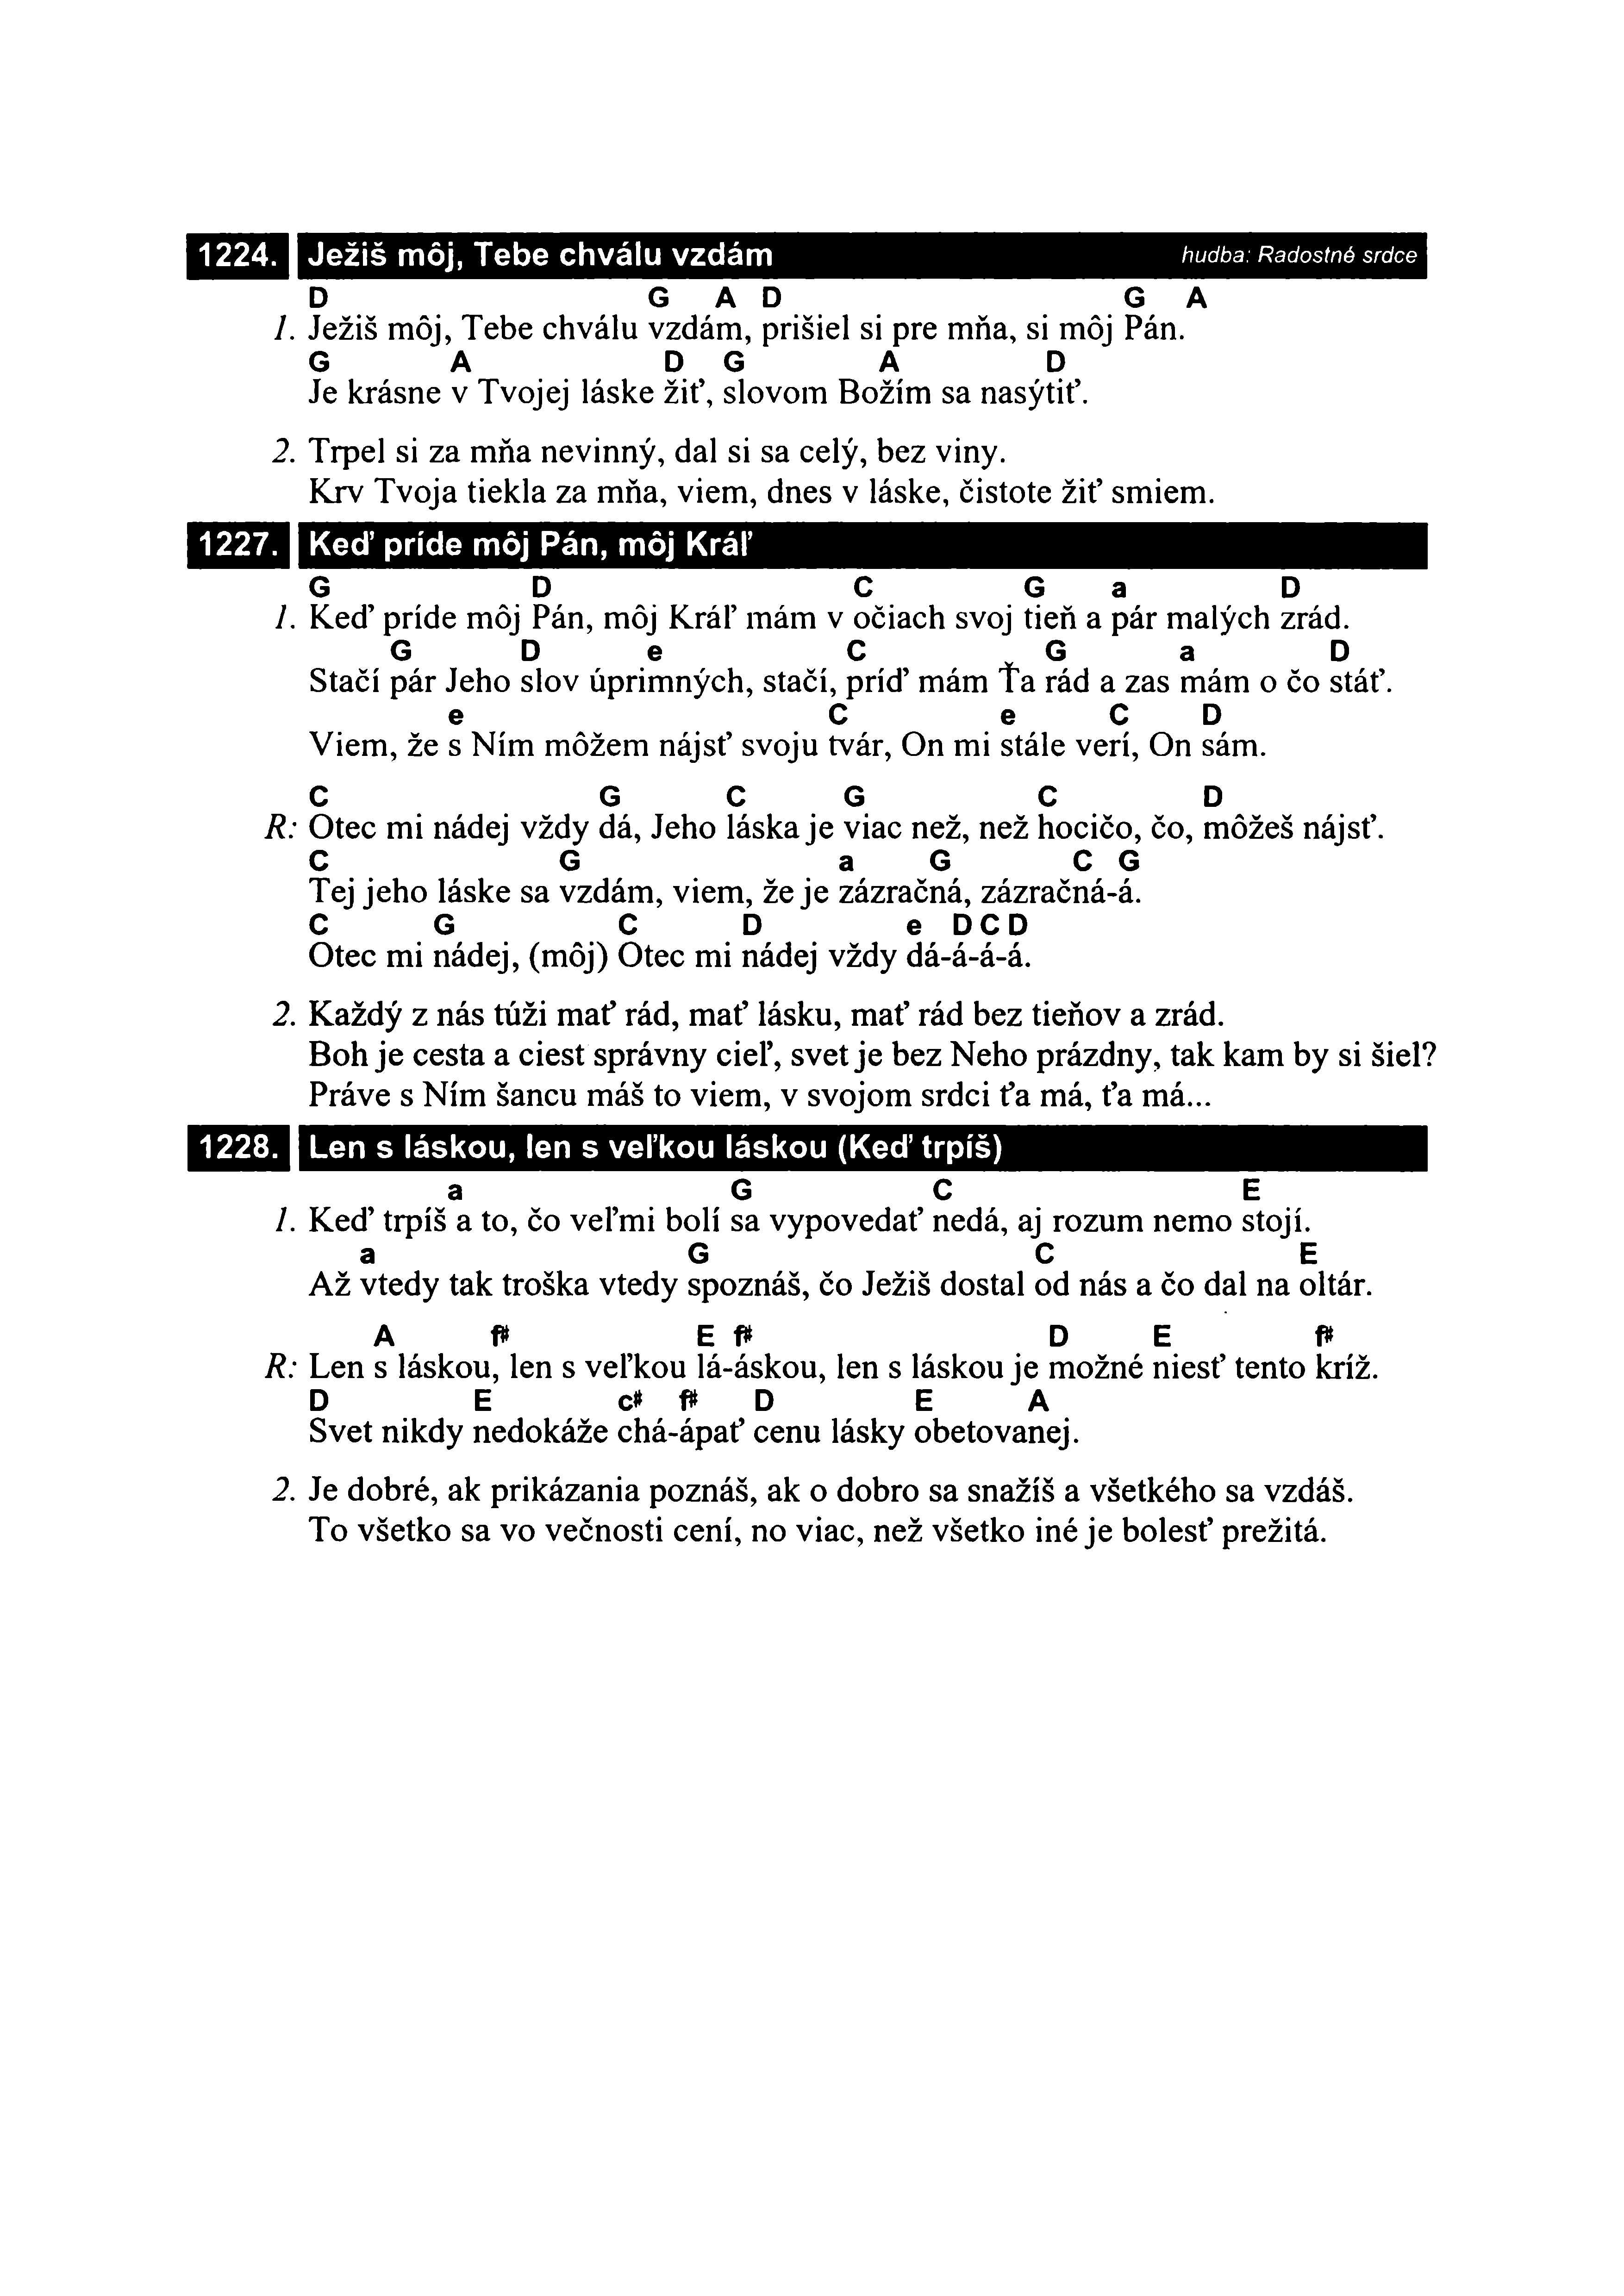 1224. Ježiš môj, Tebe chválu vzdám hudba: Radostné srdce
D G A D G A
1. Ježiš môj, Tebe chválu vzdám, prišiel si pre mňa, si môj Pán.
G A D G A D
Je krásne v Tvojej láske žiť, slovom Božím sa nasýtiť.
2. Trpel si za mňa nevinný, dal si sa celý, bez viny.
Krv Tvoja tiekla za mňa, viem, dnes v láske, čistote žiť smiem.
1227. Keď príde môj Pán, môj Kráľ
G D C G a D
1. Keď príde môj Pán, môj Kráľ mám v očiach svoj tieň a pár malých zrád.
G D e C G a D
Stačí pár Jeho slov úprimných, stačí, príď mám Ťa rád a zas mám o čo stáť.
e C e C D
Viem, že s Ním môžem nájsť svoju tvár, On mi stále verí, On sám.
C G C G C D
R: Otec mi nádej vždy dá, Jeho láska je viac než, než hocičo, čo, môžeš nájsť.
C G a G C G
Tej jeho láske sa vzdám, viem, že je zázračná, zázračná-á.
C G C D e D C D
Otec mi nádej, (môj) Otec mi nádej vždy dá-á-á-á.
2. Každý z nás túži mať rád, mať lásku, mať rád bez tieňov a zrád.
Boh je cesta a ciest správny cieľ, svet je bez Neho prázdny, tak kam by si šiel?
Práve s Ním šancu máš to viem, v svojom srdci ťa má, ťa má...
1228. Len s láskou, len s veľkou láskou (Keď trpíš)
a G C E
1. Keď trpíš a to, čo veľmi bolí sa vypovedať nedá, aj rozum nemo stojí.
a G C E
Až vtedy tak troška vtedy spoznáš, čo Ježiš dostal od nás a čo dal na oltár.
A f# E f# D E f#
R: Len s láskou, len s veľkou lá-áskou, len s láskou je možné niesť tento kríž.
D E c# f# D E A
Svet nikdy nedokáže chá-ápať cenu lásky obetovanej.
2. Je dobré, ak prikázania poznáš, ak o dobro sa snažíš a všetkého sa vzdáš.
To všetko sa vo večnosti cení, no viac, než všetko iné je bolesť prežitá.